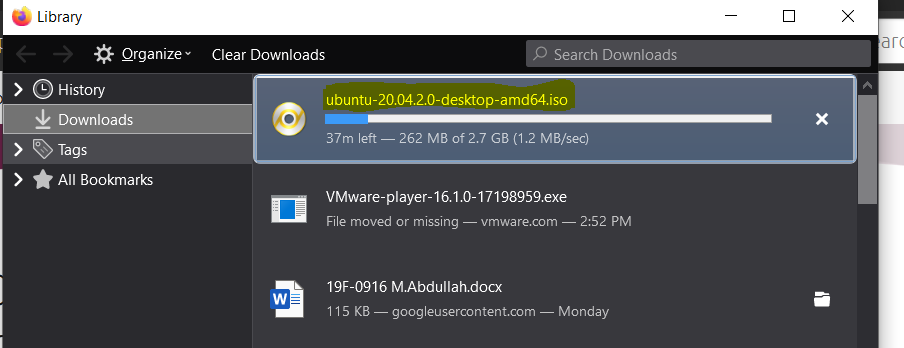 Library
Organize
Clear Downloads
Search Downloads
History
Downloads
Tags
All Bookmarks
ubuntu-20.04.2.0-desktop-amd64.iso
37m left — 262 MB of 2.7 GB (1.2 MB/sec)
VMware-player-16.1.0-17198959.exe
File moved or missing — vmware.com — 2:52 PM
19F-0916 M.Abdullah.docx
W
115 KB — googleusercontent.com — Monday